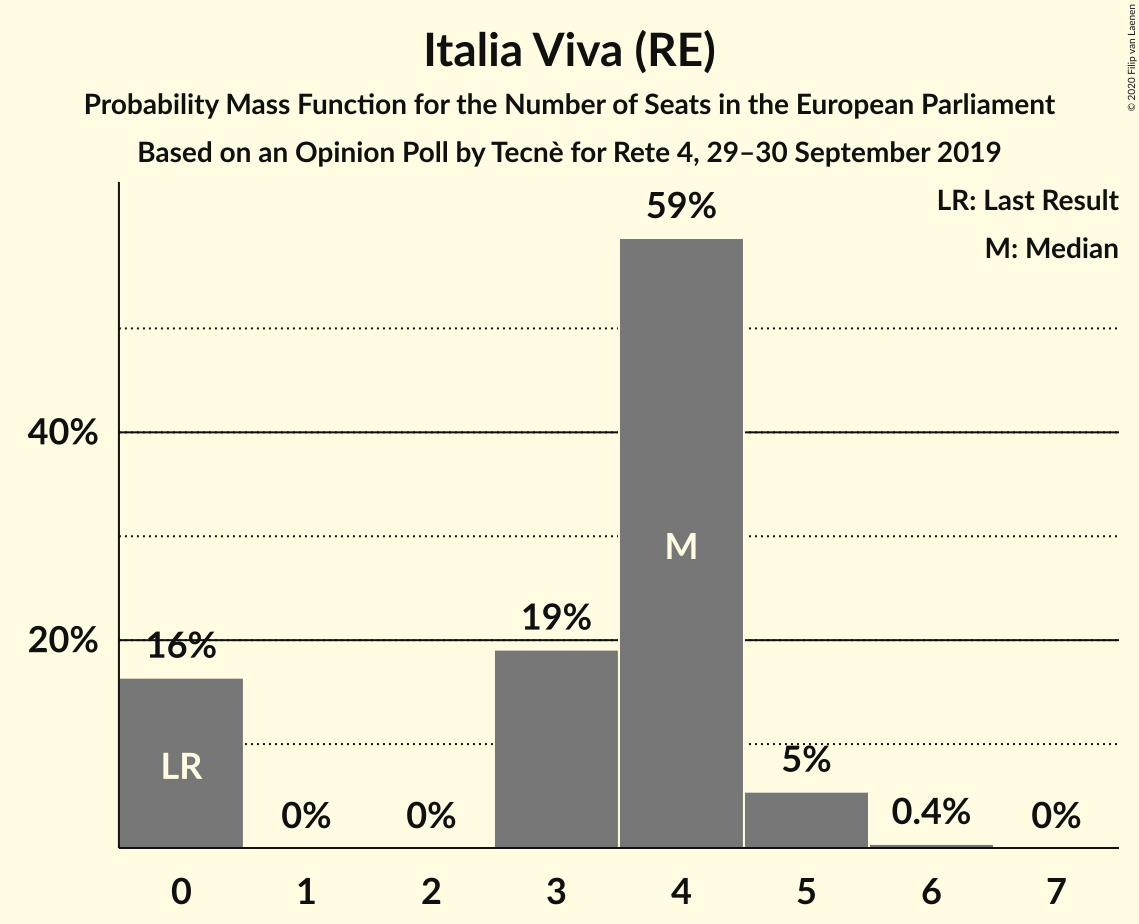 Italia Viva (RE)
Probability Mass Function for the Number of Seats in the European Parliament
Based on an Opinion Poll by Tecnè for Rete 4, 29–30 September 2019
© 2020 Filip van Laenen
LR: Last Result
M: Median
59%
40%
M
19%
20%
16%
LR
5%
0%
0%
0.4%
0%
0 1 2 3 4 5 6 7